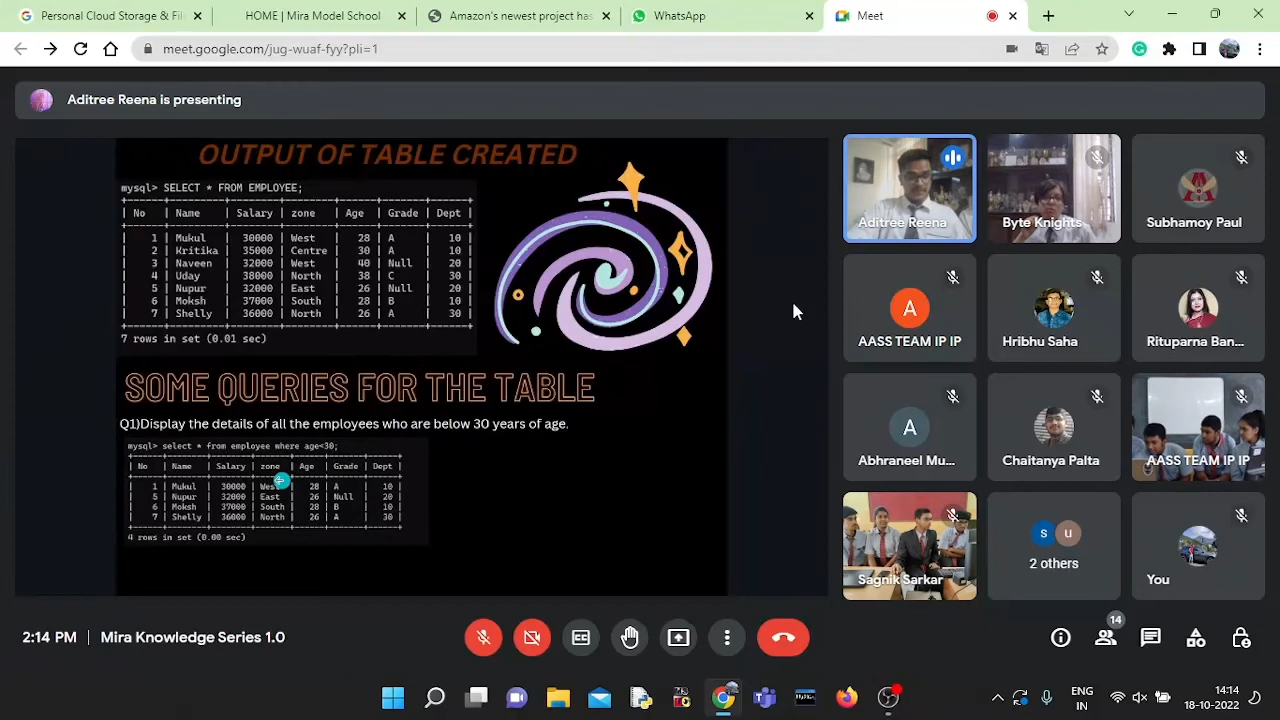 Personal Cloud Storage & Fil
HOME | Mira Model School
Amazon's newest project has
WhatsApp
Meet
meet.google.com/jug-wuaf-fyy?pli=1
Aditree Reena is presenting
OUTPUT OF TABLE CREATED
mysql> SELECT * FROM EMPLOYEE;
| No | Name | Salary | zone | Age | Grade | Dept |
| 1 | Mukul | 30000 | West | 28 | A | 10 |
| 2 | Kritika | 35000 | Centre | 30 | A | 10 |
| 3 | Naveen | 32000 | West | 40 | Null | 20 |
| 4 | Uday | 38000 | North | 38 | C | 30 |
| 5 | Nupur | 32000 | East | 26 | Null | 20 |
| 6 | Moksh | 37000 | South | 28 | B | 10 |
| 7 | Shelly | 36000 | North | 26 | A | 30 |
7 rows in set (0.01 sec)
SOME QUERIES FOR THE TABLE
Q1)Display the details of all the employees who are below 30 years of age.
mysql> select * from employee where age<30;
| No | Name | Salary | zone | Age | Grade | Dept |
| 1 | Mukul | 30000 | West | 28 | A | 10 |
| 5 | Nupur | 32000 | East | 26 | Null | 20 |
| 6 | Moksh | 37000 | South | 28 | B | 10 |
| 7 | Shelly | 36000 | North | 26 | A | 30 |
4 rows in set (0.00 sec)
Aditree Reena
Byte Knights
Subhamoy Paul
A
AASS TEAM IP IP
Hribhu Saha
Rituparna Ban...
A
Abhraneel Mu...
Chaitanya Palta
AASS TEAM IP IP
Sagnik Sarkar
s u
2 others
You
2:14 PM | Mira Knowledge Series 1.0
14
ENG
IN
14:14
18-10-2022